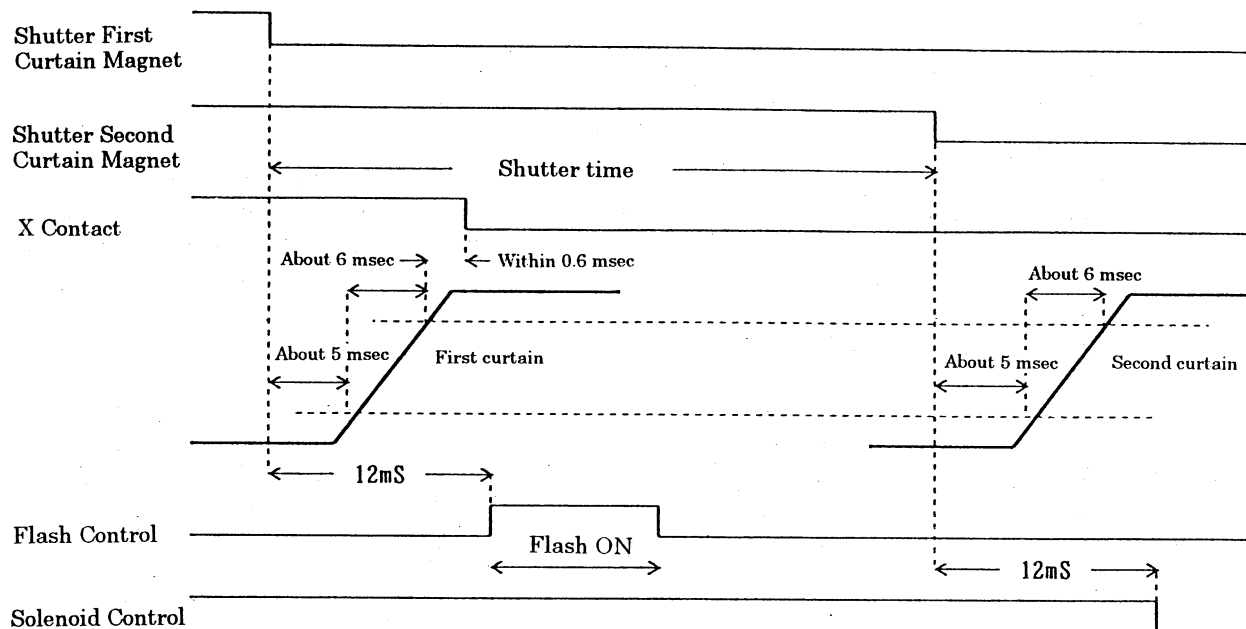 Shutter First
Curtain Magnet
Shutter Second
Curtain Magnet
Shutter time
X Contact
About 6 msec
Within 0.6 msec
About 6 msec
About 5 msec
First curtain
About 5 msec
Second curtain
12mS
Flash Control
Flash ON
12mS
Solenoid Control